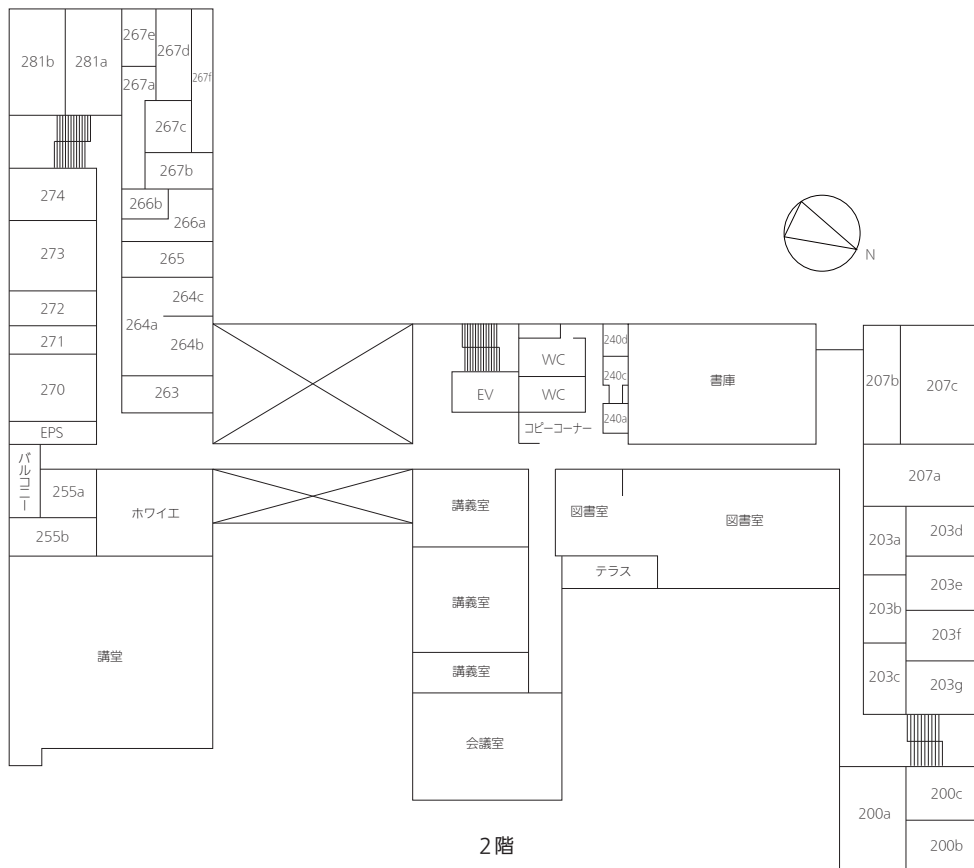 281b
281a
267e
267d
267f
267a
267c
267b
266b
266a
265
264c
264a
264b
263
274
273
272
271
270
EPS
バルコニー
255a
255b
ホワイエ
講堂
EV
WC
WC
コピーコーナー
240d
240c
240a
書庫
N
207b
207c
207a
講義室
講義室
講義室
会議室
図書室
図書室
テラス
203a
203b
203c
203d
203e
203f
203g
200a
200c
200b
2階